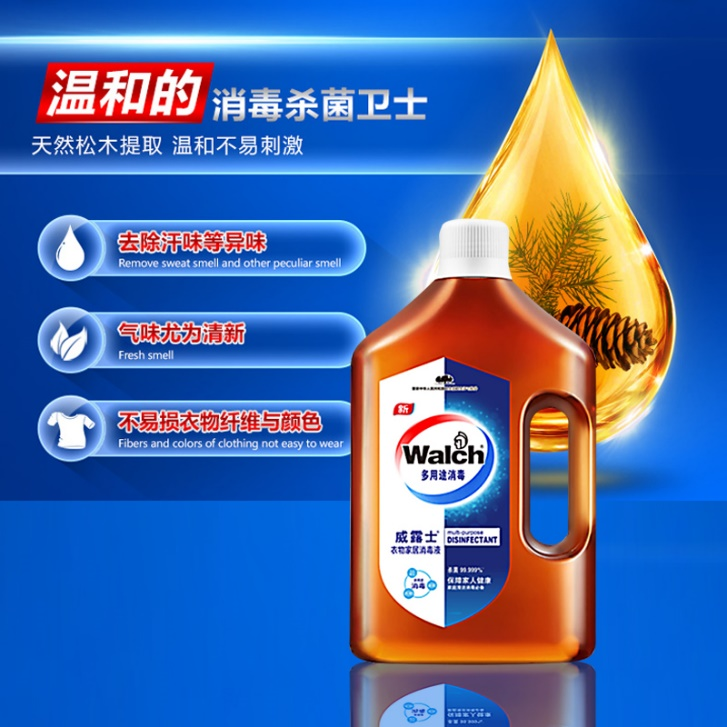 温和的 消毒杀菌卫士
天然松木提取 温和不易刺激
去除汗味等异味
Remove sweat smell and other peculiar smell
气味尤为清新
Fresh smell
不易损衣物纤维与颜色
Fibers and colors of clothing not easy to wear
新
Walch
多用途消毒
威露士
衣物家居消毒液
multi-purpose
DISINFECTANT
杀菌 99.999%
保障家人健康
消毒